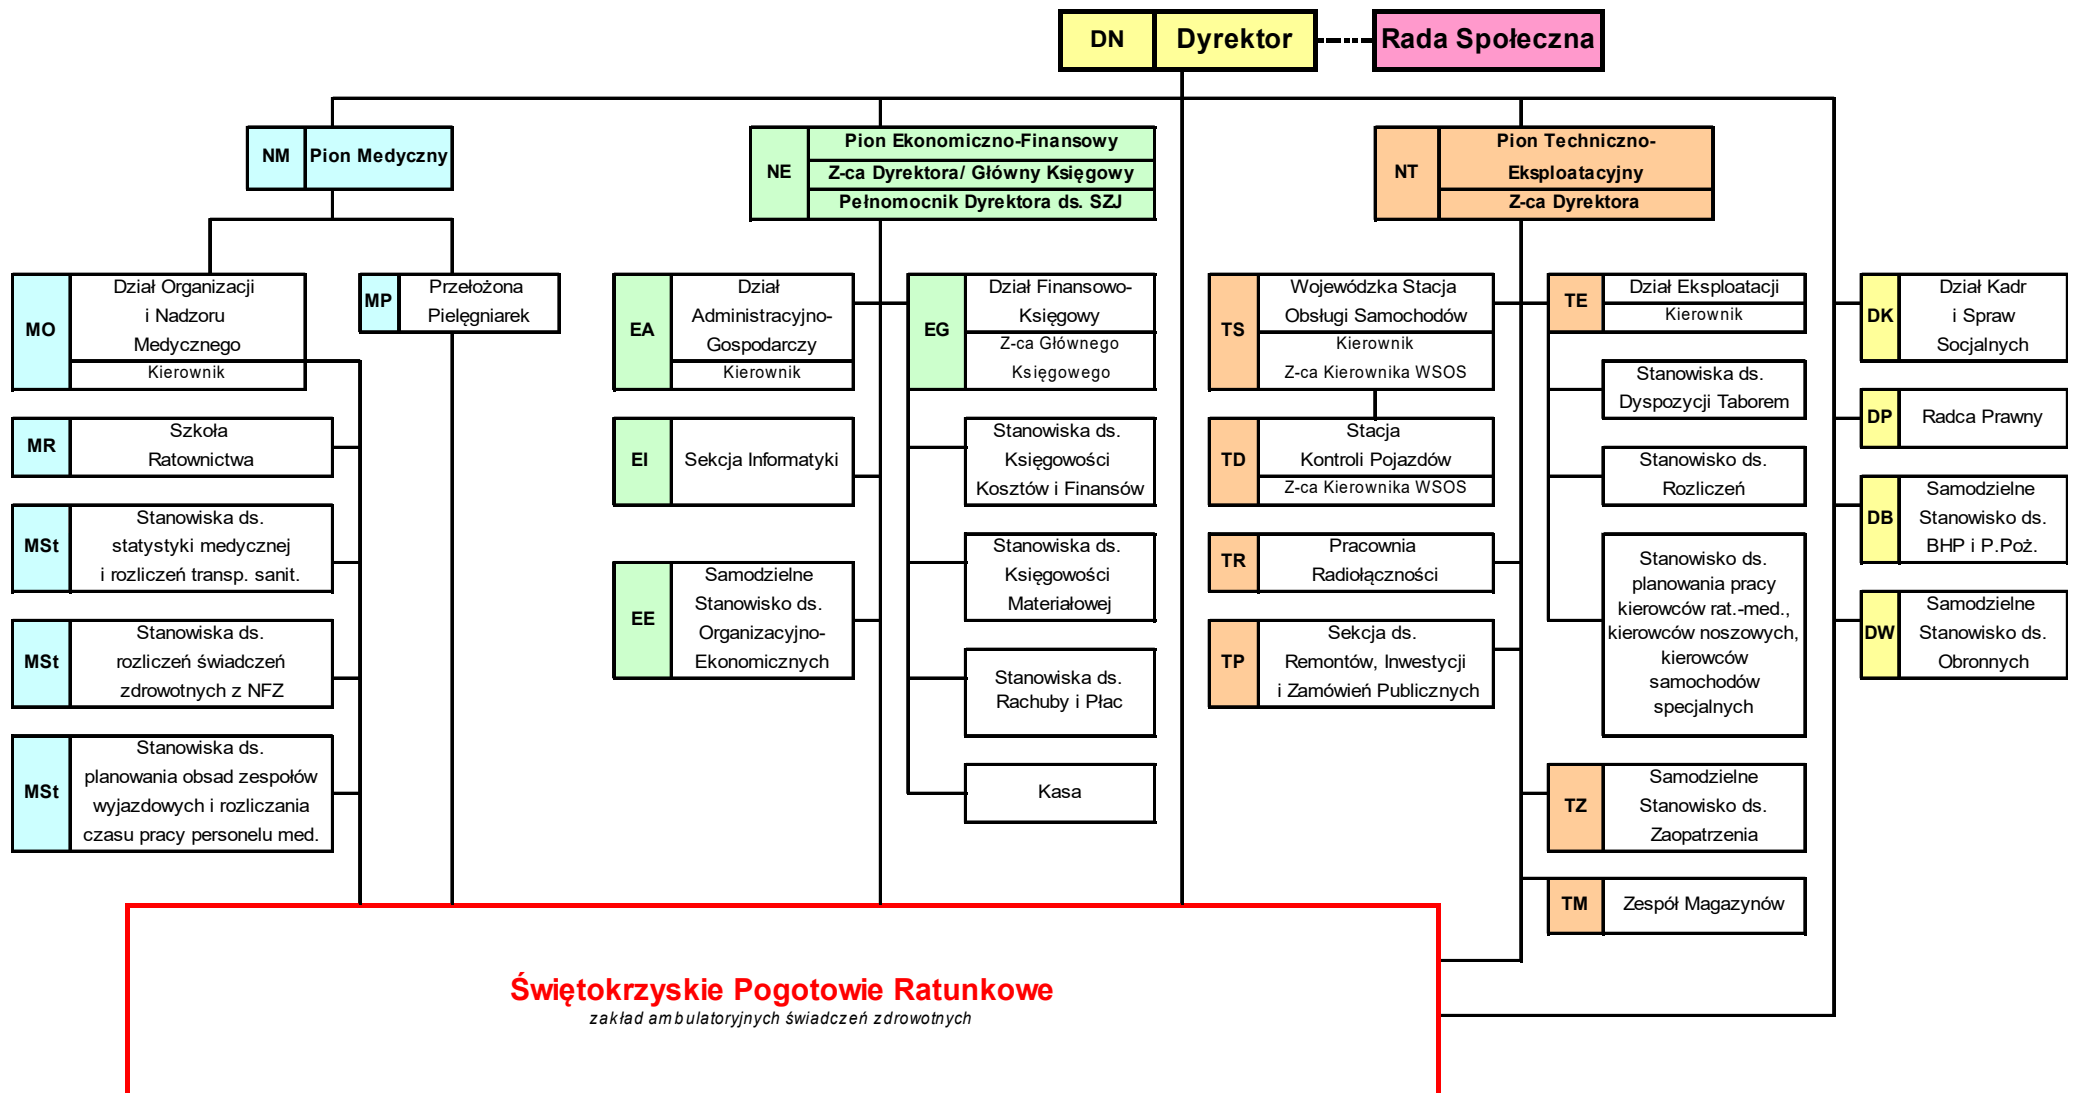 DN
Dyrektor
Rada Społeczna
NM
Pion Medyczny
NE
Pion Ekonomiczno-Finansowy
Z-ca Dyrektora/ Główny Księgowy
Pełnomocnik Dyrektora ds. SZJ
NT
Pion Techniczno-
Eksploatacyjny
Z-ca Dyrektora
MO
Dział Organizacji
i Nadzoru
Medycznego
Kierownik
MP
Przełożona
Pielęgniarek
MR
Szkoła
Ratownictwa
MSt
Stanowiska ds.
statystyki medycznej
i rozliczeń transp. sanit.
MSt
Stanowiska ds.
rozliczeń świadczeń
zdrowotnych z NFZ
MSt
Stanowiska ds.
planowania obsad zespołów
wyjazdowych i rozliczania
czasu pracy personelu med.
EA
Dział
Administracyjno-
Gospodarczy
Kierownik
EI
Sekcja Informatyki
EE
Samodzielne
Stanowisko ds.
Organizacyjno-
Ekonomicznych
EG
Dział Finansowo-
Księgowy
Z-ca Głównego
Księgowego
Stanowiska ds.
Księgowości
Kosztów i Finansów
Stanowiska ds.
Księgowości
Materiałowej
Stanowiska ds.
Rachuby i Płac
Kasa
TS
Wojewódzka Stacja
Obsługi Samochodów
Kierownik
Z-ca Kierownika WSOS
TD
Stacja
Kontroli Pojazdów
Z-ca Kierownika WSOS
TR
Pracownia
Radiołączności
TP
Sekcja ds.
Remontów, Inwestycji
i Zamówień Publicznych
TE
Dział Eksploatacji
Kierownik
Stanowiska ds.
Dyspozycji Taborem
Stanowisko ds.
Rozliczeń
Stanowisko ds.
planowania pracy
kierowców rat.-med.,
kierowców noszowych,
kierowców
samochodów
specjalnych
TZ
Samodzielne
Stanowisko ds.
Zaopatrzenia
TM
Zespół Magazynów
DK
Dział Kadr
i Spraw
Socjalnych
DP
Radca Prawny
DB
Samodzielne
Stanowisko ds.
BHP i P.Poż.
DW
Samodzielne
Stanowisko ds.
Obronnych
Świętokrzyskie Pogotowie Ratunkowe
zakład ambulatoryjnych świadczeń zdrowotnych